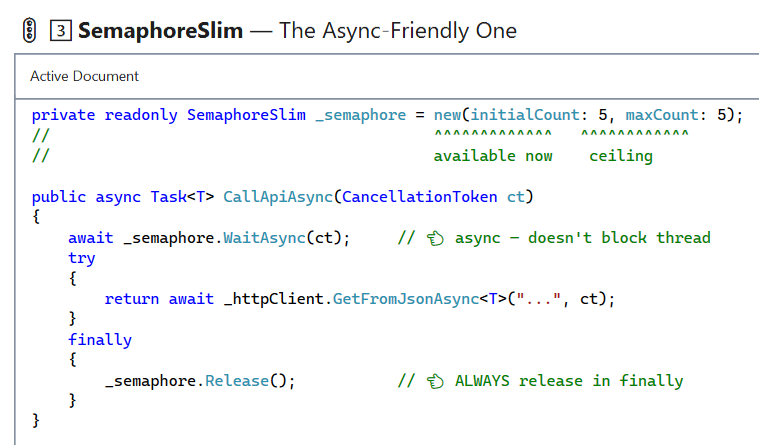 🚦 3️⃣ SemaphoreSlim — The Async-Friendly One
Active Document
private readonly SemaphoreSlim _semaphore = new(initialCount: 5, maxCount: 5);
//                                          ^^^^^^^^^^^^^   ^^^^^^^^^^^^
//                                          available now    ceiling
public async Task<T> CallApiAsync(CancellationToken ct)
{
    await _semaphore.WaitAsync(ct);     // 👈 async — doesn't block thread
    try
    {
        return await _httpClient.GetFromJsonAsync<T>("...", ct);
    }
    finally
    {
        _semaphore.Release();           // 👈 ALWAYS release in finally
    }
}